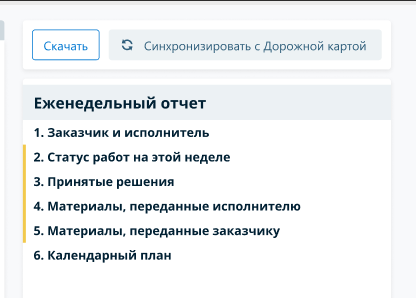 Скачать
Синхронизировать с Дорожной картой
Еженедельный отчет
1. Заказчик и исполнитель
2. Статус работ на этой неделе
3. Принятые решения
4. Материалы, переданные исполнителю
5. Материалы, переданные заказчику
6. Календарный план